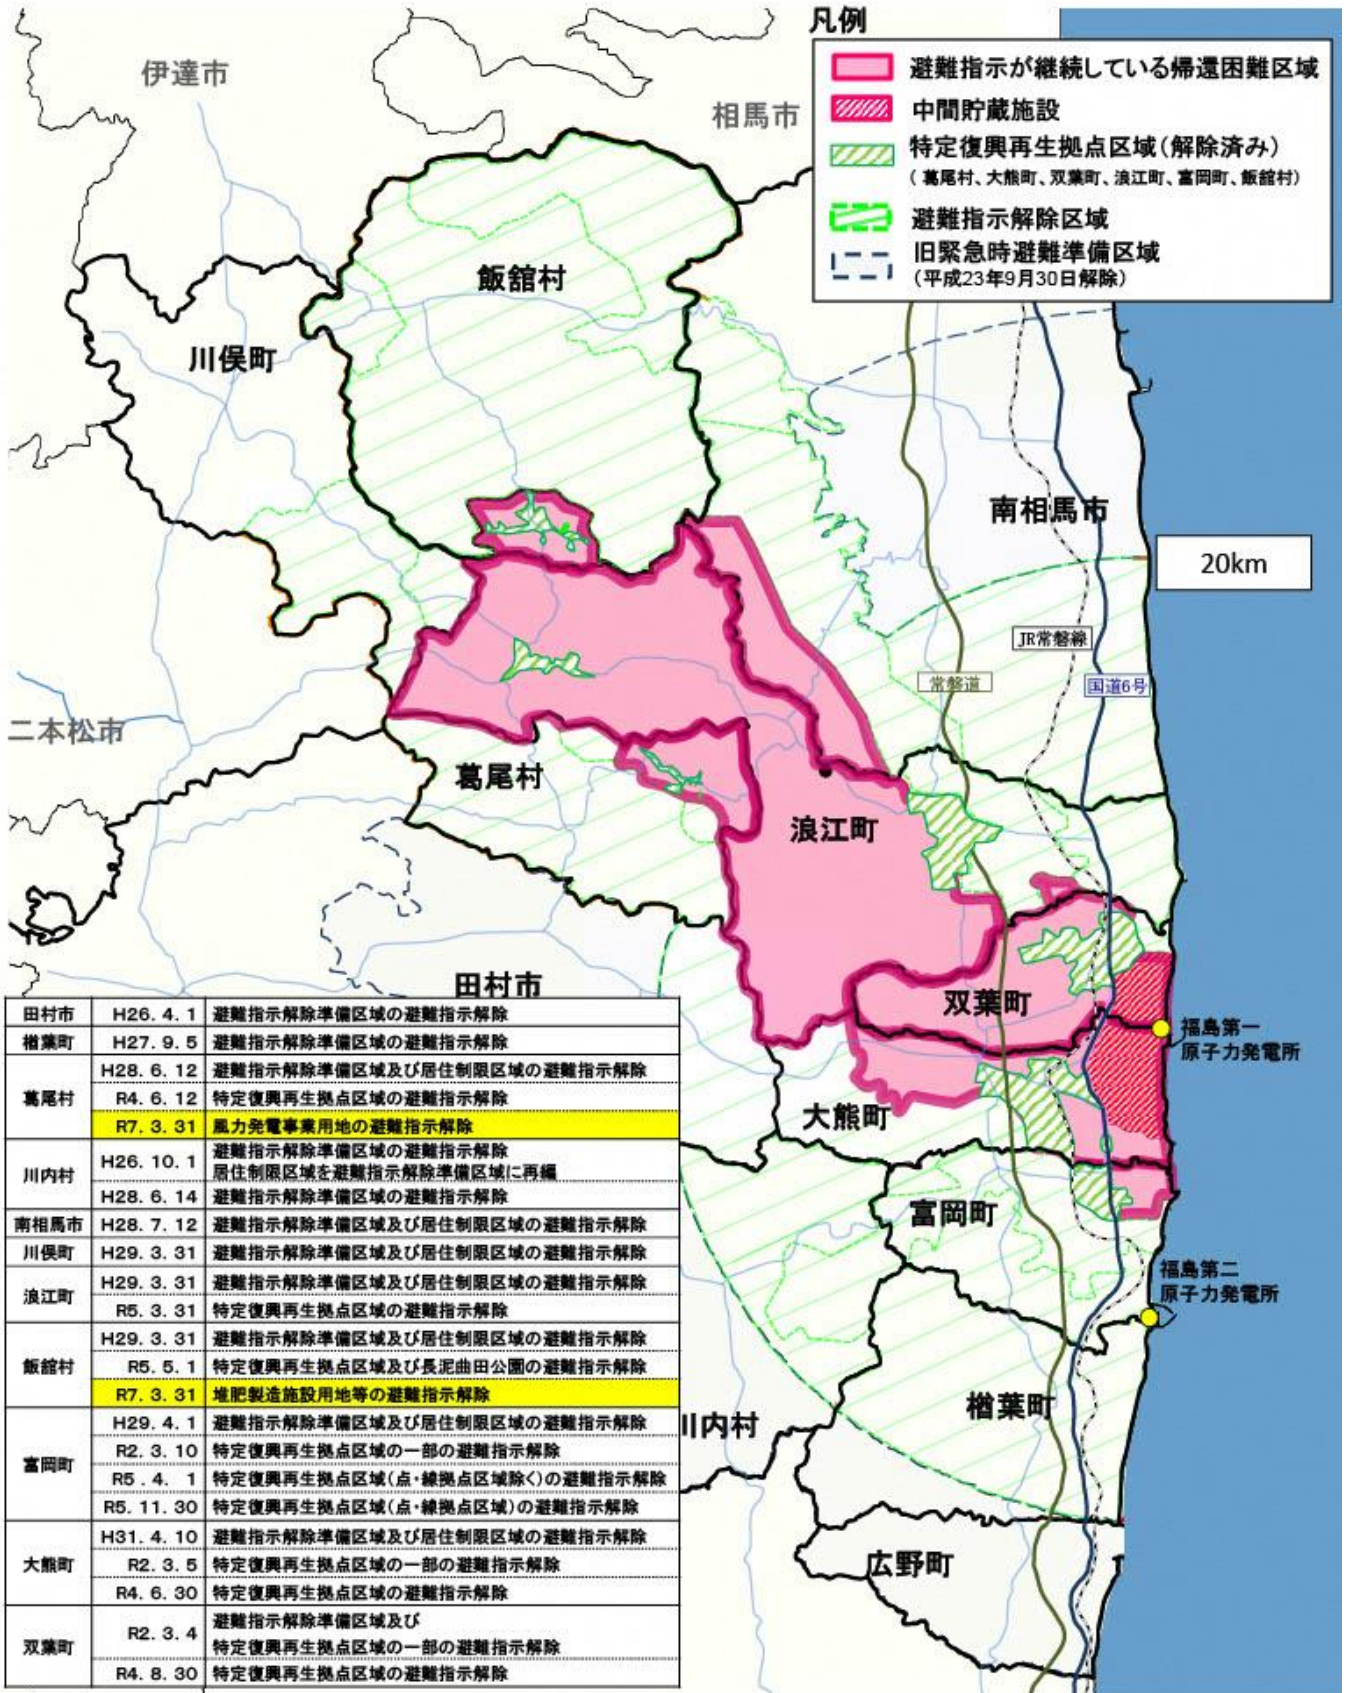 凡例
避難指示が継続している帰還困難区域
中間貯蔵施設
特定復興再生拠点区域(解除済み)
(葛尾村、大熊町、双葉町、浪江町、富岡町、飯舘村)
避難指示解除区域
旧緊急時避難準備区域
(平成23年9月30日解除)
伊達市
相馬市
飯舘村
川俣町
南相馬市
20km
JR常磐線
常磐道
国道6号
二本松市
葛尾村
浪江町
田村市
双葉町
福島第一
原子力発電所
大熊町
富岡町
福島第二
原子力発電所
楢葉町
川内村
広野町
田村市 H26.4.1 避難指示解除準備区域の避難指示解除
楢葉町 H27.9.5 避難指示解除準備区域の避難指示解除
葛尾村 H28.6.12 避難指示解除準備区域及び居住制限区域の避難指示解除
R4.6.12 特定復興再生拠点区域の避難指示解除
R7.3.31 風力発電事業用地の避難指示解除
川内村 H26.10.1 避難指示解除準備区域の避難指示解除
居住制限区域を避難指示解除準備区域に再編
H28.6.14 避難指示解除準備区域の避難指示解除
南相馬市 H28.7.12 避難指示解除準備区域及び居住制限区域の避難指示解除
川俣町 H29.3.31 避難指示解除準備区域及び居住制限区域の避難指示解除
浪江町 H29.3.31 避難指示解除準備区域及び居住制限区域の避難指示解除
R5.3.31 特定復興再生拠点区域の避難指示解除
飯舘村 H29.3.31 避難指示解除準備区域及び居住制限区域の避難指示解除
R5.5.1 特定復興再生拠点区域及び長泥曲田公園の避難指示解除
R7.3.31 堆肥製造施設用地等の避難指示解除
富岡町 H29.4.1 避難指示解除準備区域及び居住制限区域の避難指示解除
R2.3.10 特定復興再生拠点区域の一部の避難指示解除
R5.4.1 特定復興再生拠点区域(点・線拠点区域除く)の避難指示解除
R5.11.30 特定復興再生拠点区域(点・線拠点区域)の避難指示解除
大熊町 H31.4.10 避難指示解除準備区域及び居住制限区域の避難指示解除
R2.3.5 特定復興再生拠点区域の一部の避難指示解除
R4.6.30 特定復興再生拠点区域の避難指示解除
双葉町 R2.3.4 避難指示解除準備区域及び
特定復興再生拠点区域の一部の避難指示解除
R4.8.30 特定復興再生拠点区域の避難指示解除